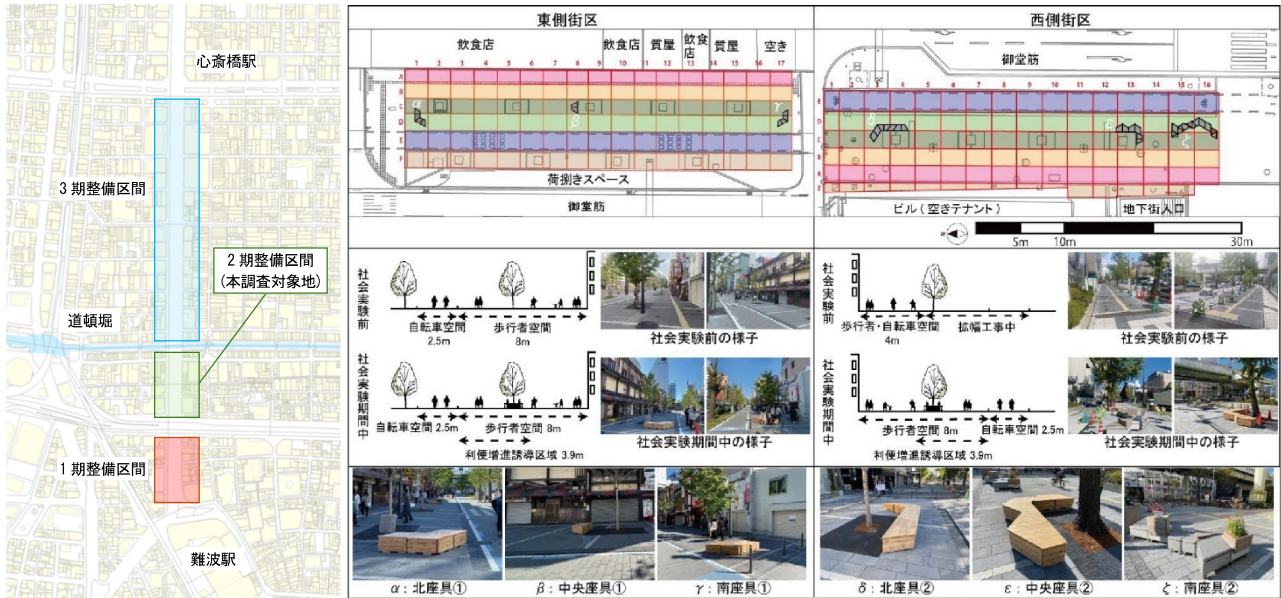 心斎橋駅
3期整備区間
2期整備区間
(本調査対象地)
道頓堀
1期整備区間
難波駅
東側街区
飲食店
飲食店
質屋
飲食店
質屋
空き
1 2 3 4 5 6 7 8 9 10 11 12 13 14 15 16 17
A
B
C
D
E
F
α
β
γ
荷捌きスペース
御堂筋
西側街区
御堂筋
1 2 3 4 5 6 7 8 9 10 11 12 13 14 15 16
E
D
C
B
A
F
δ
ε
ζ
ビル(空きテナント)
地下街入口
5m 10m 30m
社会実験前
自転車空間
2.5m
歩行者空間
8m
社会実験前の様子
社会実験期間中
自転車空間 2.5m
歩行者空間 8m
利便増進誘導区域 3.9m
社会実験期間中の様子
社会実験前
歩行者・自転車空間
4m
拡幅工事中
社会実験前の様子
社会実験期間中
歩行者空間 8m
自転車空間 2.5m
利便増進誘導区域 3.9m
社会実験期間中の様子
α:北座具①
β:中央座具①
γ:南座具①
δ:北座具②
ε:中央座具②
ζ:南座具②